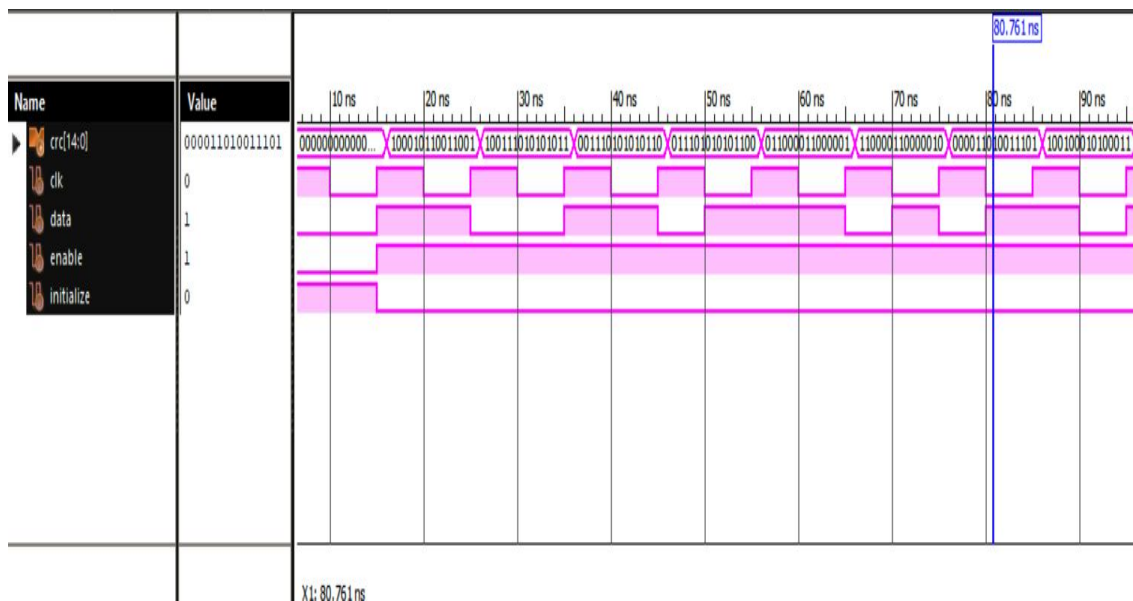 80.761 ns
Name
Value
10 ns 20 ns 30 ns 40 ns 50 ns 60 ns 70 ns 80 ns 90 ns
crc[14:0] 000011010011101 000000000000... 100010110011001 100111010101011 001110101010110 011101010101100 011000011000001 110000110000010 000011010011101 100100010100011
clk 0
data 1
enable 1
initialize 0
X1: 80.761 ns